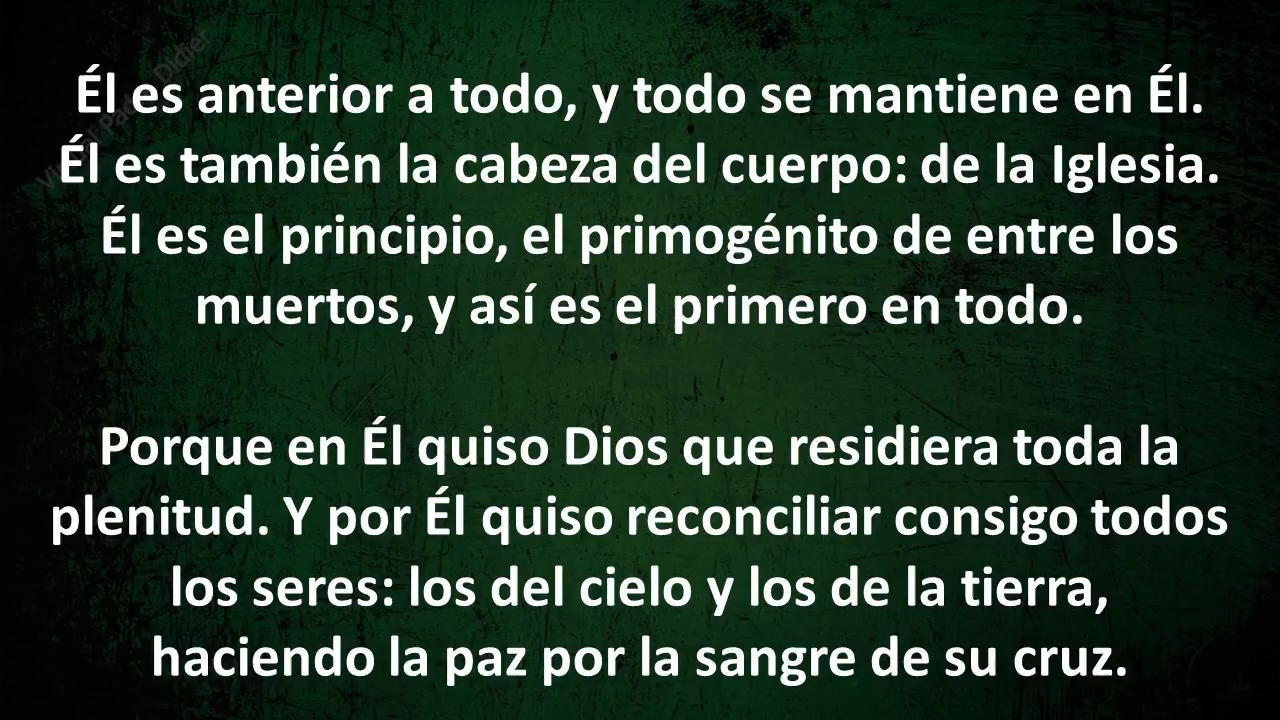 Él es anterior a todo, y todo se mantiene en Él.
Él es también la cabeza del cuerpo: de la Iglesia.
Él es el principio, el primogénito de entre los
muertos, y así es el primero en todo.
Porque en Él quiso Dios que residiera toda la
plenitud. Y por Él quiso reconciliar consigo todos
los seres: los del cielo y los de la tierra,
haciendo la paz por la sangre de su cruz.
Didier